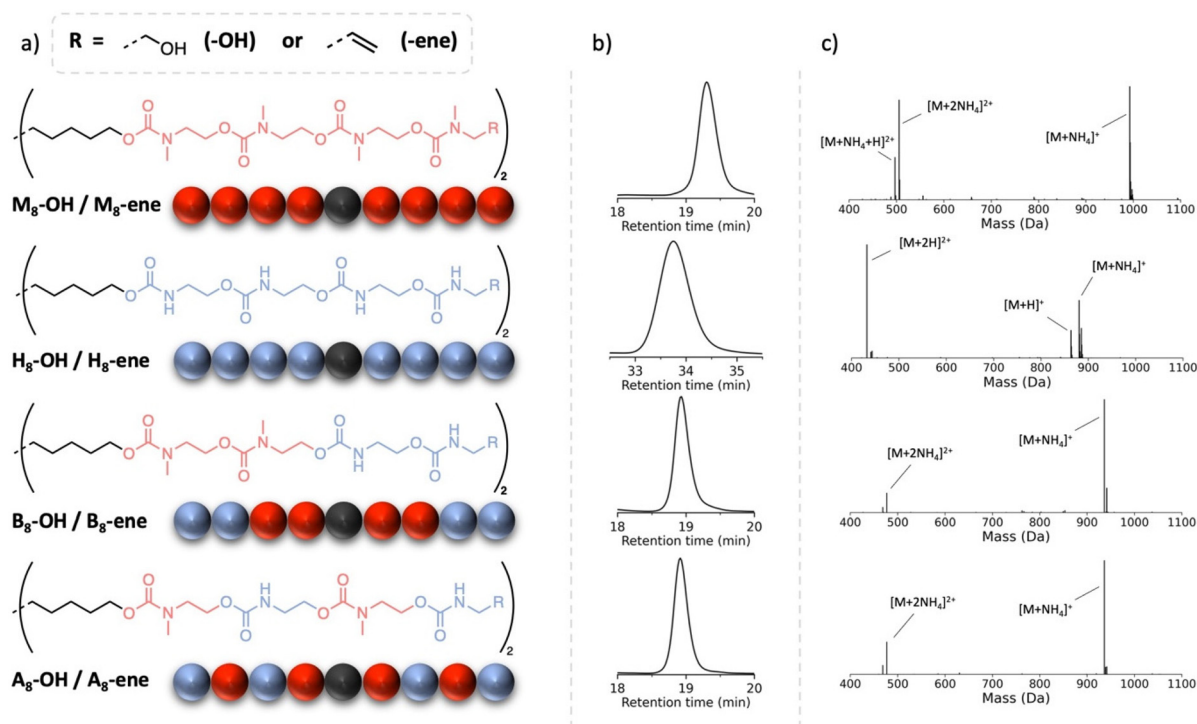 a)
R = OH (-OH) or (-ene)
b)
c)
O O N O N O O N O N R
O O
2
M₈-OH / M₈-ene
18 19 20
Retention time (min)
[M+NH₄+H]²⁺
[M+2NH₄]²⁺
[M+NH₄]⁺
400 500 600 700 800 900 1000 1100
Mass (Da)
O H O H
O N O N O N O N R
H O H O
2
H₈-OH / H₈-ene
33 34 35
Retention time (min)
[M+2H]²⁺
[M+H]⁺
[M+NH₄]⁺
400 500 600 700 800 900 1000 1100
Mass (Da)
O O H
O N O N O N O N R
O H O
2
B₈-OH / B₈-ene
18 19 20
Retention time (min)
[M+2NH₄]²⁺
[M+NH₄]⁺
400 500 600 700 800 900 1000 1100
Mass (Da)
O H O H
O N O N O N O N R
O O
2
A₈-OH / A₈-ene
18 19 20
Retention time (min)
[M+2NH₄]²⁺
[M+NH₄]⁺
400 500 600 700 800 900 1000 1100
Mass (Da)